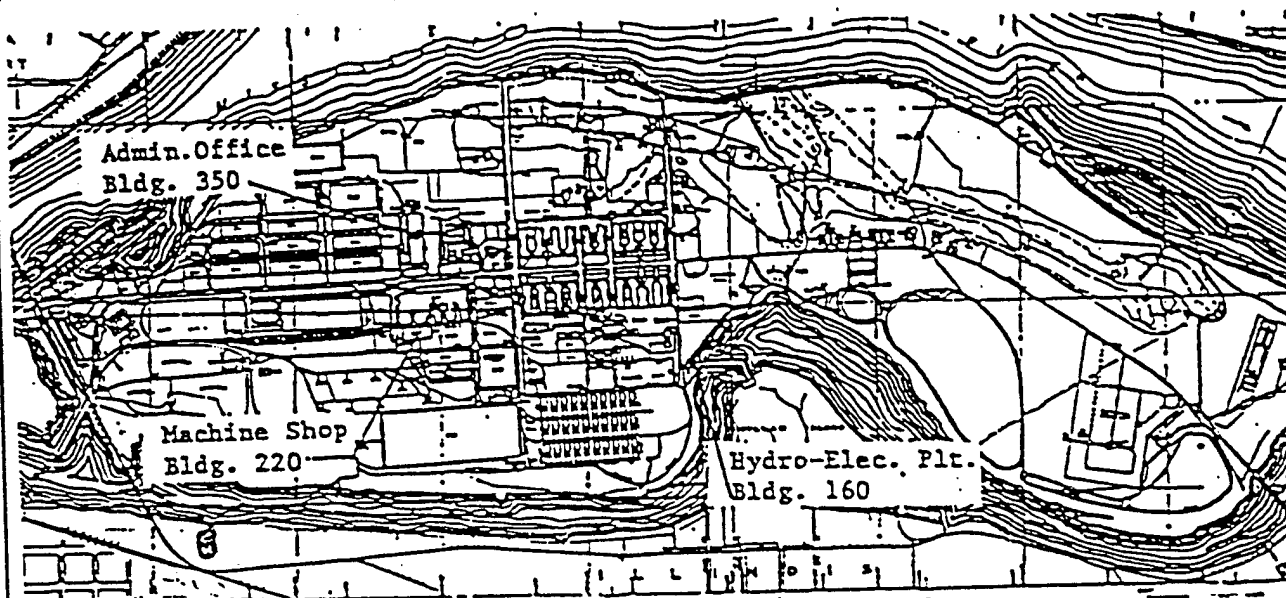 Admin.Office
Bldg. 350
Machine Shop
Bldg. 220
Hydro-Elec. Plt.
Bldg. 160
I L L I N O I S